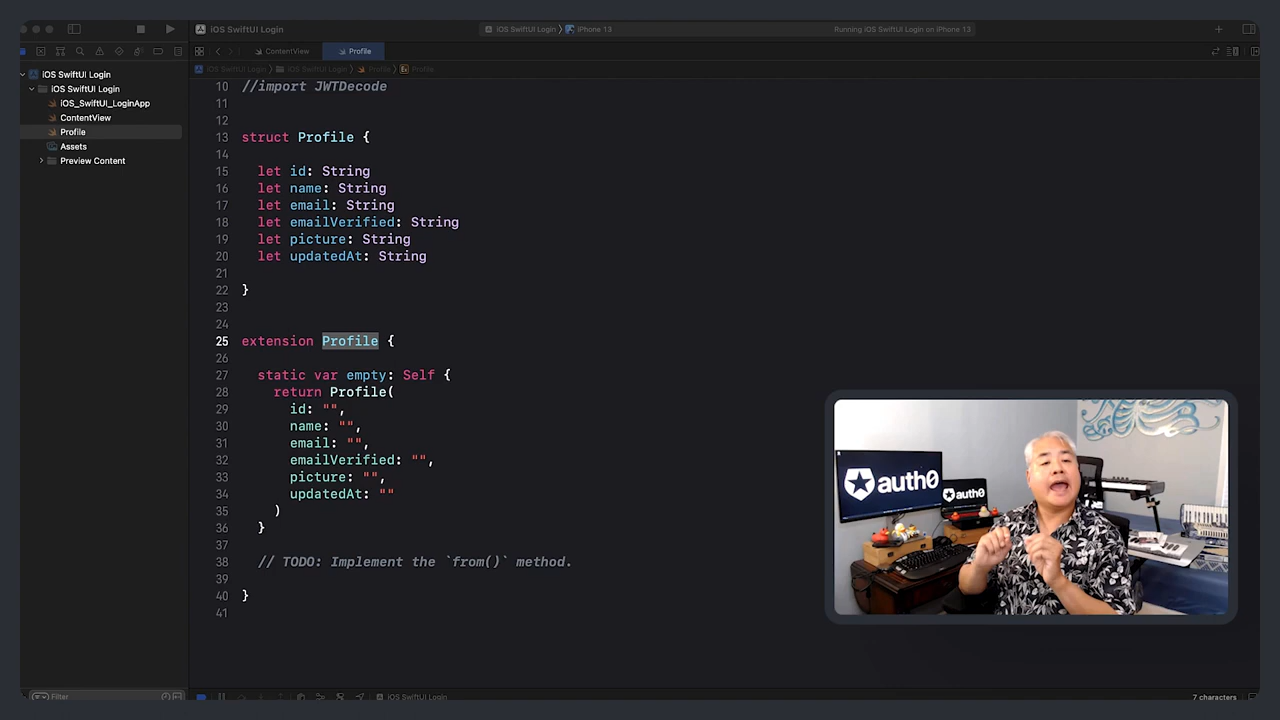 iOS SwiftUI Login
iOS SwiftUI Login 〉 iPhone 13
Running iOS SwiftUI Login on iPhone 13
ContentView
Profile
iOS SwiftUI Login 〉 iOS SwiftUI Login 〉 Profile 〉 Profile
iOS SwiftUI Login
iOS SwiftUI Login
iOS_SwiftUI_LoginApp
ContentView
Profile
Assets
Preview Content
10 //import JWTDecode
11
12
13 struct Profile {
14
15 let id: String
16 let name: String
17 let email: String
18 let emailVerified: String
19 let picture: String
20 let updatedAt: String
21
22 }
23
24
25 extension Profile {
26
27 static var empty: Self {
28 return Profile(
29 id: "",
30 name: "",
31 email: "",
32 emailVerified: "",
33 picture: "",
34 updatedAt: ""
35 )
36 }
37
38 // TODO: Implement the `from()` method.
39
40 }
41
auth0
auth0
Filter
iOS SwiftUI Login
7 characters